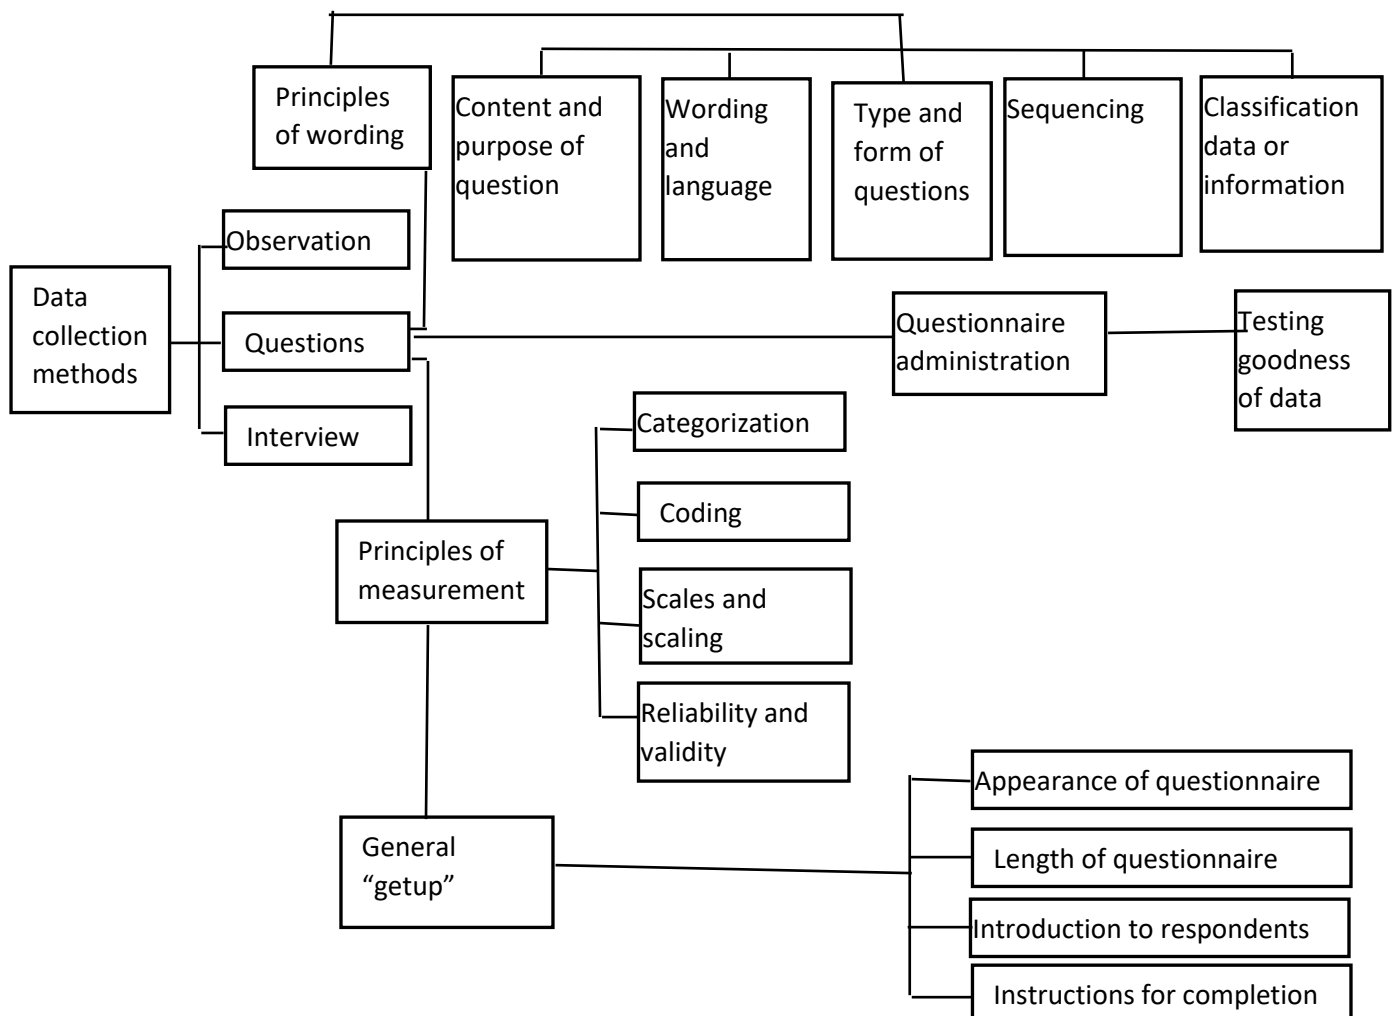 Principles
of wording
Content and
purpose of
question
Wording
and
language
Type and
form of
questions
Sequencing
Classification
data or
information
Observation
Data
collection
methods
Questions
Interview
Questionnaire
administration
Testing
goodness
of data
Categorization
Coding
Principles of
measurement
Scales and
scaling
Reliability and
validity
General
“getup”
Appearance of questionnaire
Length of questionnaire
Introduction to respondents
Instructions for completion